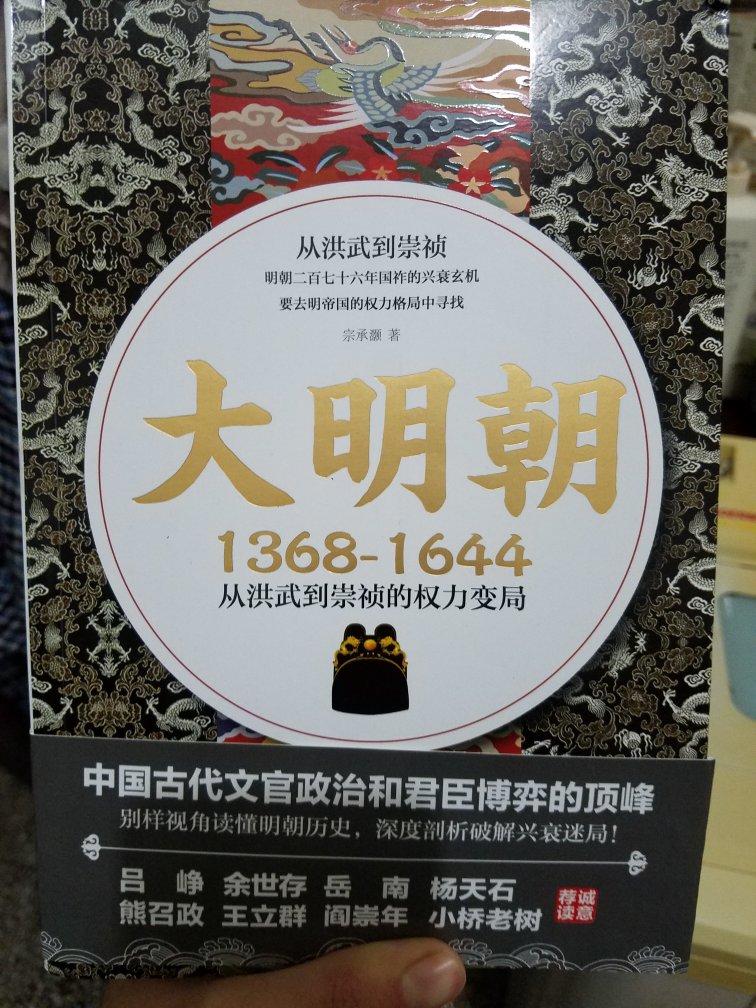 从洪武到崇祯
明朝二百七十六年国祚的兴衰玄机
要去明帝国的权力格局中寻找
宗承灏 著
大明朝
1368-1644
从洪武到崇祯的权力变局
中国古代文官政治和君臣博弈的顶峰
别样视角读懂明朝历史，深度剖析破解兴衰迷局！
吕峥 余世存 岳南 杨天石
熊召政 王立群 阎崇年 小桥老树
诚意
荐读